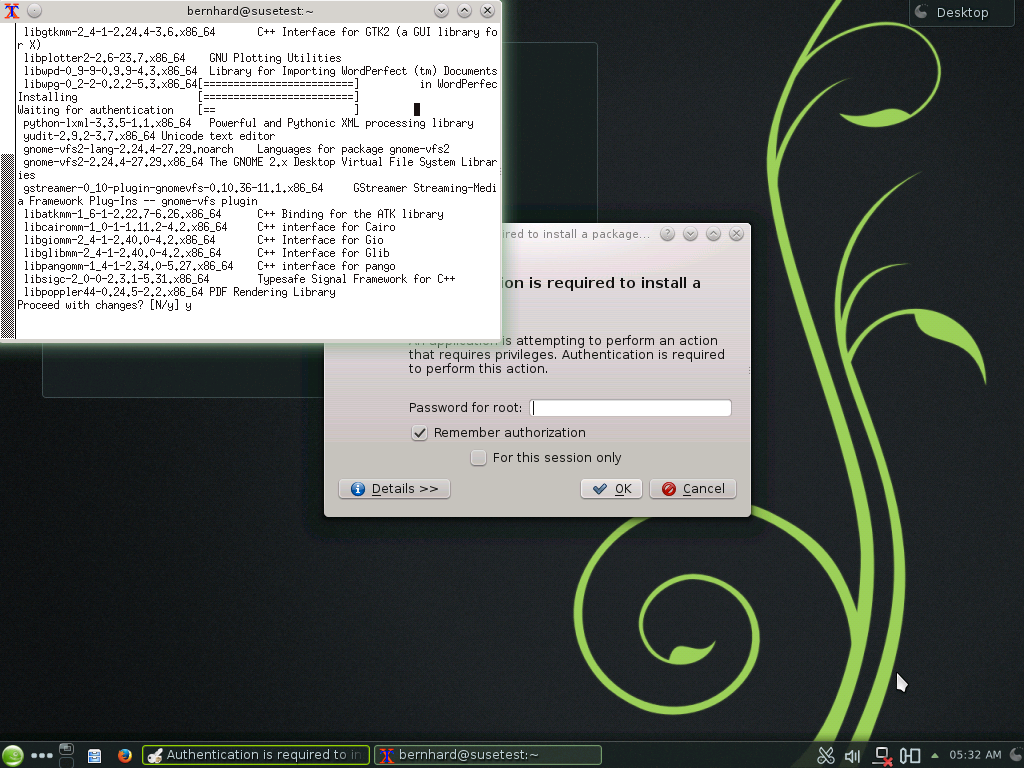 bernhard@susetest:~
Desktop
libgtkmm-2_4-1-2.24.4-3.6.x86_64 C++ Interface for GTK2 (a GUI library fo
r X)
libplotter2-2.6-23.7.x86_64 GNU Plotting Utilities
libwpd-0_9-9-0.9.9-4.3.x86_64 Library for Importing WordPerfect (tm) Documents
libwpg-0_2-2-0.2.2-5.3.x86_64[=========================] in WordPerfec
Installing [=========================]
Waiting for authentication [== ]
python-lxml-3.3.5-1.1.x86_64 Powerful and Pythonic XML processing library
yudit-2.9.2-3.7.x86_64 Unicode text editor
gnome-vfs2-lang-2.24.4-27.29.noarch Languages for package gnome-vfs2
gnome-vfs2-2.24.4-27.29.x86_64 The GNOME 2.x Desktop Virtual File System Librar
ies
gstreamer-0_10-plugin-gnomevfs-0.10.36-11.1.x86_64 GStreamer Streaming-Medi
a Framework Plug-Ins -- gnome-vfs plugin
libatkmm-1_6-1-2.22.7-6.26.x86_64 C++ Binding for the ATK library
libcairomm-1_0-1-1.11.2-4.2.x86_64 C++ interface for Cairo
libgiomm-2_4-1-2.40.0-4.2.x86_64 C++ interface for Gio
libglibmm-2_4-1-2.40.0-4.2.x86_64 C++ interface for Glib
libpangomm-1_4-1-2.34.0-5.27.x86_64 C++ interface for pango
libsigc-2_0-0-2.3.1-5.31.x86_64 Typesafe Signal Framework for C++
libpoppler44-0.24.5-2.2.x86_64 PDF Rendering Library
Proceed with changes? [N/y] y
ired to install a package...
ion is required to install a
An application is attempting to perform an action
that requires privileges. Authentication is required
to perform this action.
Password for root:
Remember authorization
For this session only
Details >>
OK
Cancel
Authentication is required to in
bernhard@susetest:~
05:32 AM